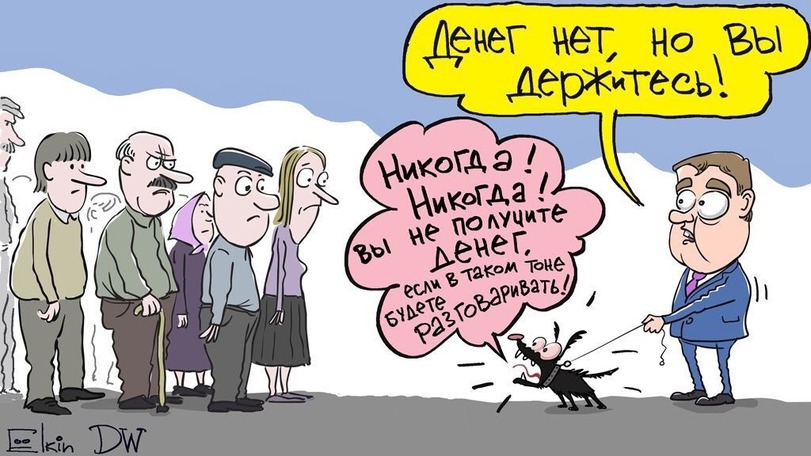 Денег нет, но вы
держитесь!
Никогда!
Никогда!
вы не получите
денег,
если в таком тоне
будете
разговаривать!
Elkin DW